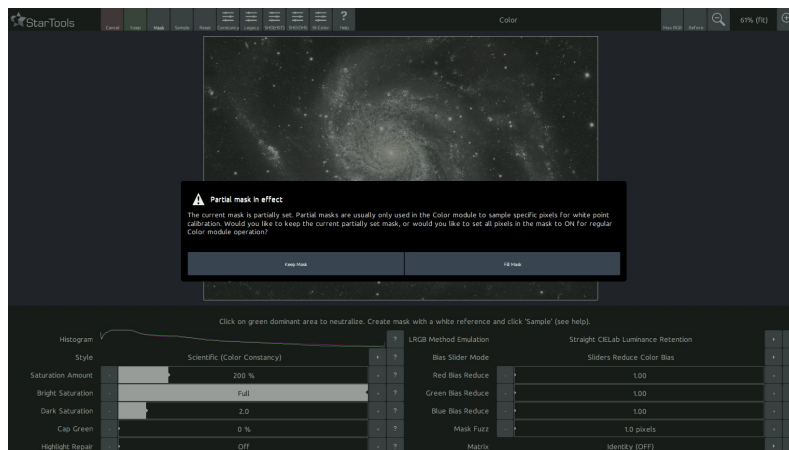 StarTools
Cancel Keep Mask Sample Reset Constancy Legacy SHO(HST) SHO:OHS Bi-Color Help
Color
Max RGB Before 61% (fit)
Partial mask in effect
The current mask is partially set. Partial masks are usually only used in the Color module to sample specific pixels for white point
calibration. Would you like to keep the current partially set mask, or would you like to set all pixels in the mask to ON for regular
Color module operation?
Keep Mask Fill Mask
Click on green dominant area to neutralize. Create mask with a white reference and click 'Sample' (see help).
Histogram ? LRGB Method Emulation Straight CIELab Luminance Retention
Style Scientific (Color Constancy) ? Bias Slider Mode Sliders Reduce Color Bias
Saturation Amount - 200 % + ? Red Bias Reduce - 1.00 +
Bright Saturation - Full + ? Green Bias Reduce - 1.00 +
Dark Saturation - 2.0 + ? Blue Bias Reduce - 1.00 +
Cap Green - 0 % + ? Mask Fuzz - 1.0 pixels +
Highlight Repair - Off + ? Matrix Identity (OFF)